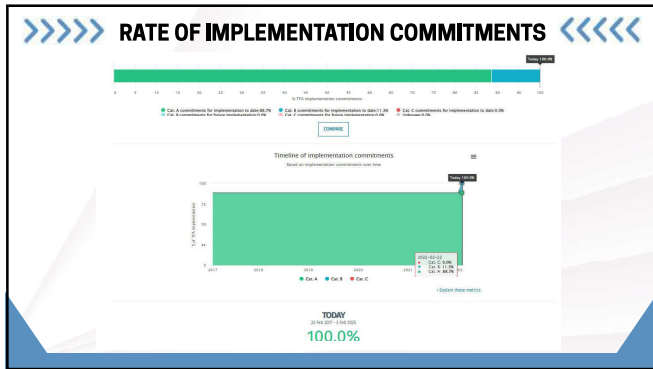 >>>>> RATE OF IMPLEMENTATION COMMITMENTS <<<<<
Today 100.0%
0 5 10 15 20 25 30 35 40 45 50 55 60 65 70 75 80 85 90 95 100
% TFA implementation commitments
Cat. A commitments for implementation to date:88.7% Cat. B commitments for implementation to date:11.3% Cat. C commitments for implementation to date:0.0%
Cat. B commitments for future implementation:0.0% Cat. C commitments for future implementation:0.0% Unknown:0.0%
COMPARE
Timeline of implementation commitments
Based on implementation commitments over time
Today 100.0%
100
75
50
0
% of TFA implementation
2017 2018 2019 2020 2021
2022-02-22
Cat. C: 0.0%
Cat. B: 11.3%
Cat. A: 88.7%
Cat. A Cat. B Cat. C
Explain these metrics
TODAY
22 Feb 2017 - 2 Feb 2025
100.0%